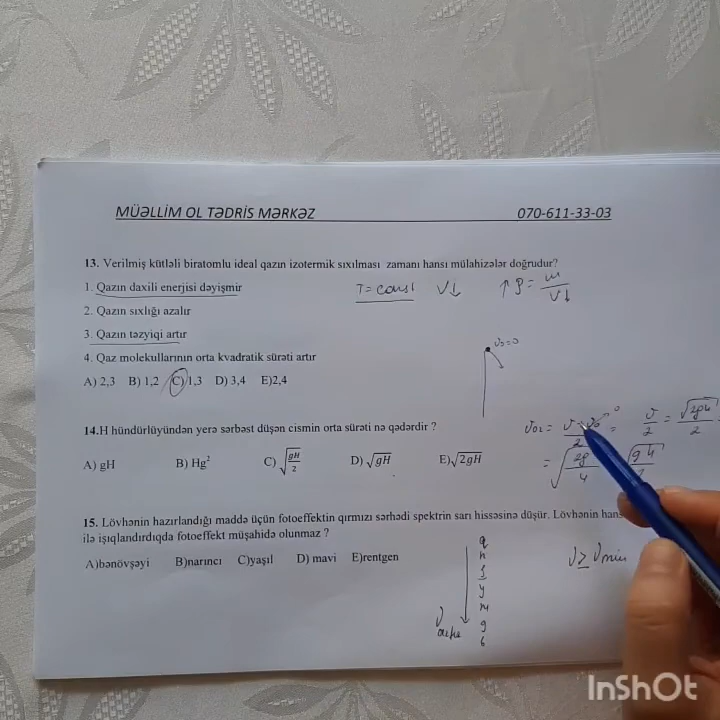 MÜƏLLİM OL TƏDRİS MƏRKƏZ 070-611-33-03
13. Verilmiş kütləli biratomlu ideal qazın izotermik sıxılması zamanı hansı mülahizələr doğrudur?
1. Qazın daxili enerjisi dəyişmir T = const V↓ ↑ρ = m/V↓
2. Qazın sıxlığı azalır
3. Qazın təzyiqi artır
4. Qaz molekullarının orta kvadratik sürəti artır
V₀=0
A) 2,3 B) 1,2 C) 1,3 D) 3,4 E)2,4
14.H hündürlüyündən yerə sərbəst düşən cismin orta sürəti nə qədərdir ?
A) gH B) Hg² C) √(gH/2) D) √gH E)√2gH
15. Lövhənin hazırlandığı maddə üçün fotoeffektin qırmızı sərhədi spektrin sarı hissəsinə düşür. Lövhənin
ilə işıqlandırdıqda fotoeffekt müşahidə olunmaz ?
A)bənövşəyi B)narıncı C)yaşıl D) mavi E)rentgen
q
n
s
y
m
g
b
ν ≥ νmin
InShOt